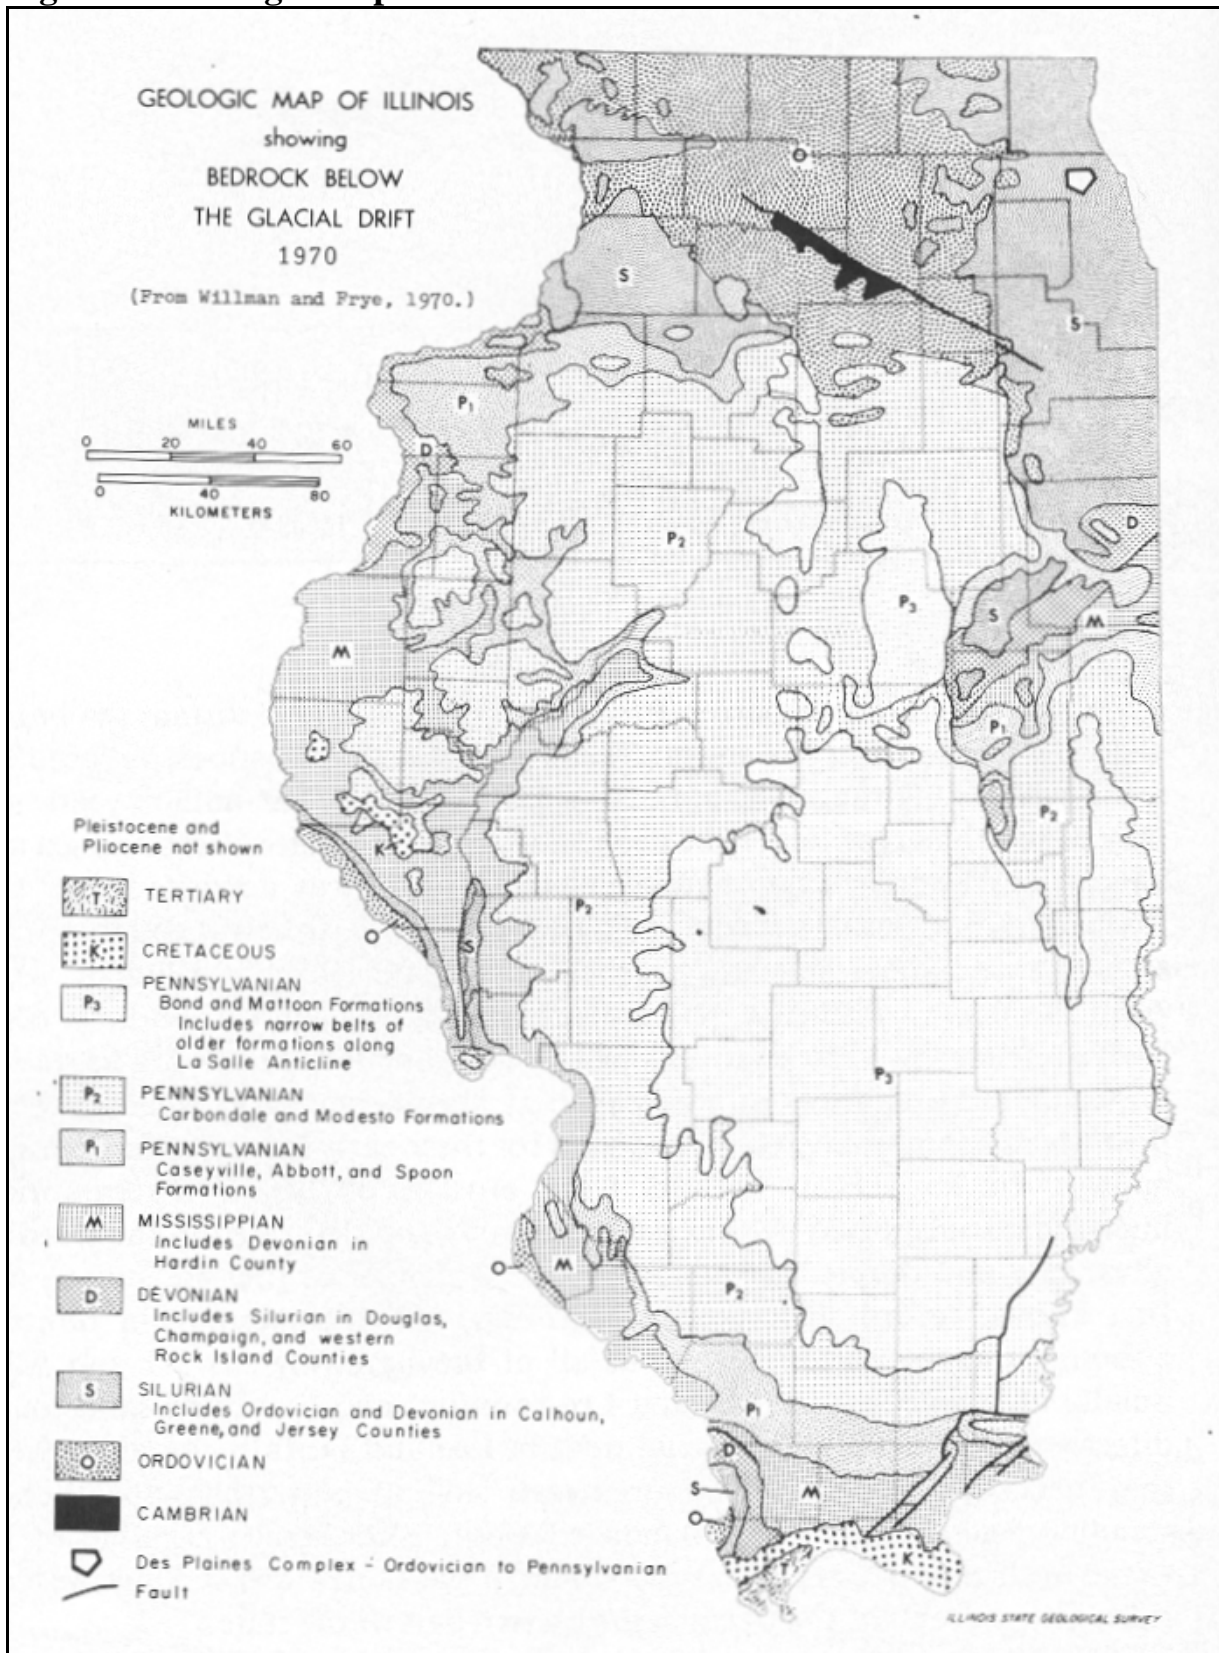 GEOLOGIC MAP OF ILLINOIS
showing
BEDROCK BELOW
THE GLACIAL DRIFT
1970
(From Willman and Frye, 1970.)
MILES
0 20 40 60
0 40 80
KILOMETERS
O
S
S
P1
D
P2
D
P3
S
M
M
P1
P2
K
P2
O
S
P3
O
M
P2
P1
D
S
M
O
K
T
Pleistocene and
Pliocene not shown
T TERTIARY
K CRETACEOUS
P3 PENNSYLVANIAN
Bond and Mattoon Formations
Includes narrow belts of
older formations along
La Salle Anticline
P2 PENNSYLVANIAN
Carbondale and Modesto Formations
P1 PENNSYLVANIAN
Caseyville, Abbott, and Spoon
Formations
M MISSISSIPPIAN
Includes Devonian in
Hardin County
D DEVONIAN
Includes Silurian in Douglas,
Champaign, and western
Rock Island Counties
S SILURIAN
Includes Ordovician and Devonian in Calhoun,
Greene, and Jersey Counties
O ORDOVICIAN
CAMBRIAN
Des Plaines Complex - Ordovician to Pennsylvanian
Fault
ILLINOIS STATE GEOLOGICAL SURVEY